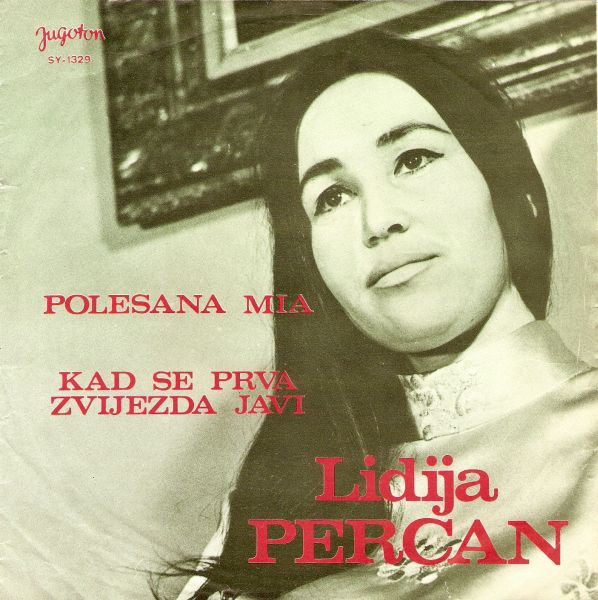 Jugoton
SY-1329
POLESANA MIA
KAD SE PRVA
ZVIJEZDA JAVI
Lidija
PERCAN